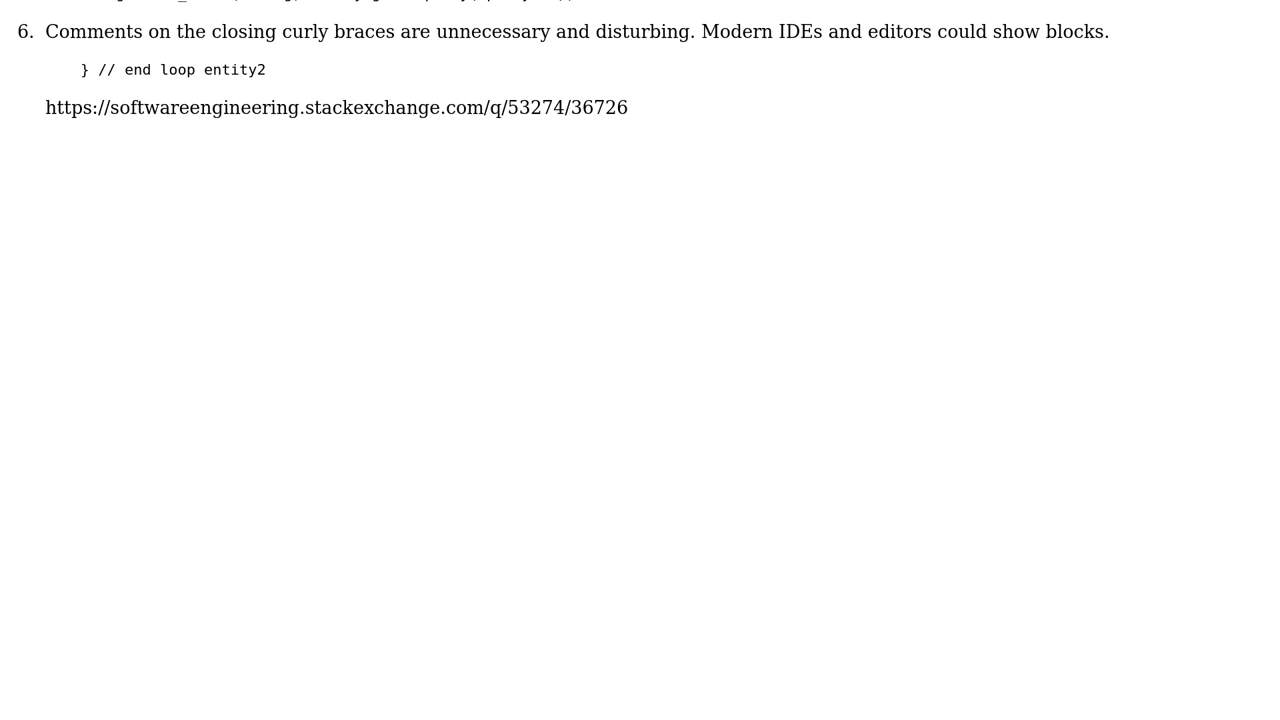 6. Comments on the closing curly braces are unnecessary and disturbing. Modern IDEs and editors could show blocks.
} // end loop entity2
https://softwareengineering.stackexchange.com/q/53274/36726